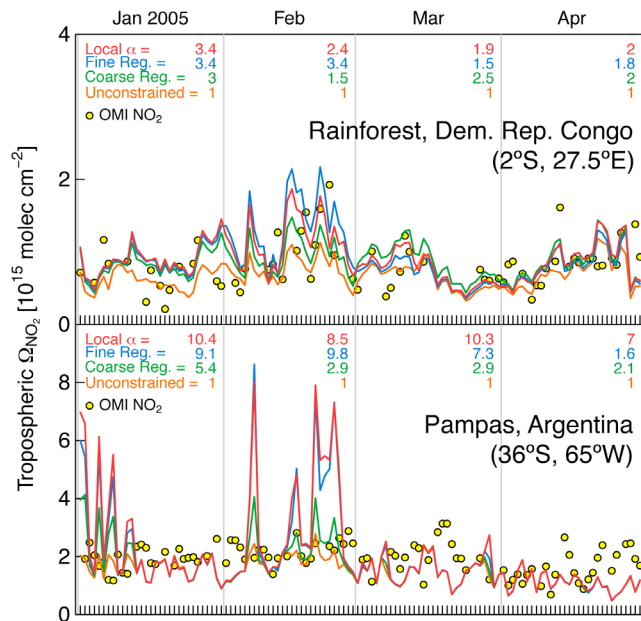 Jan 2005 Feb Mar Apr
4
Local α = 3.4 2.4 1.9 2
Fine Reg. = 3.4 3.4 1.5 1.8
Coarse Reg. = 3 1.5 2.5 2
Unconstrained = 1 1 1 1
OMI NO₂
Rainforest, Dem. Rep. Congo
(2ºS, 27.5ºE)
2
0
Local α = 10.4 8.5 10.3 7
Fine Reg. = 9.1 9.8 7.3 1.6
Coarse Reg. = 5.4 2.9 2.9 2.1
Unconstrained = 1 1 1 1
OMI NO₂
8
Pampas, Argentina
(36ºS, 65ºW)
6
4
2
0
Tropospheric Ω_NO₂ [10¹⁵ molec cm⁻²]